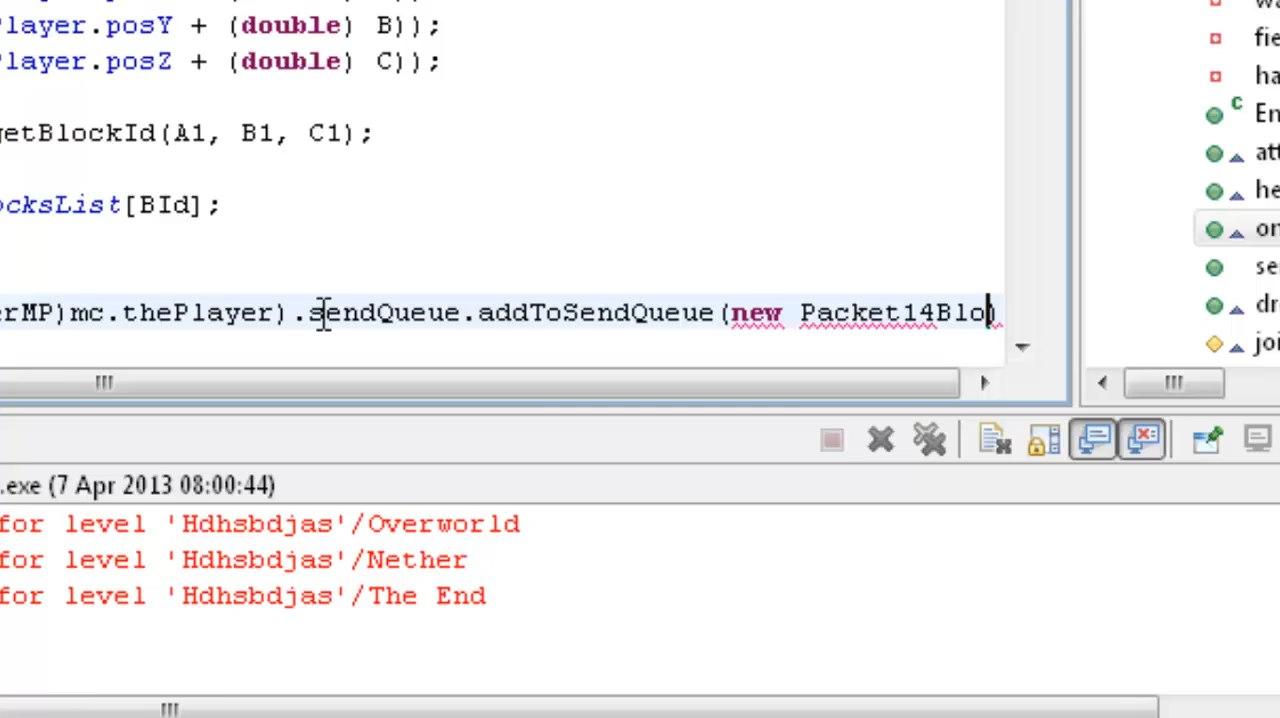 Player.posY + (double) B));
Player.posZ + (double) C));
getBlockId(A1, B1, C1);
ocksList[BId];
erMP)mc.thePlayer).sendQueue.addToSendQueue(new Packet14Blo)
fie
ha
En
att
he
on
se
dr
joi
.exe (7 Apr 2013 08:00:44)
for level 'Hdhsbdjas'/Overworld
for level 'Hdhsbdjas'/Nether
for level 'Hdhsbdjas'/The End